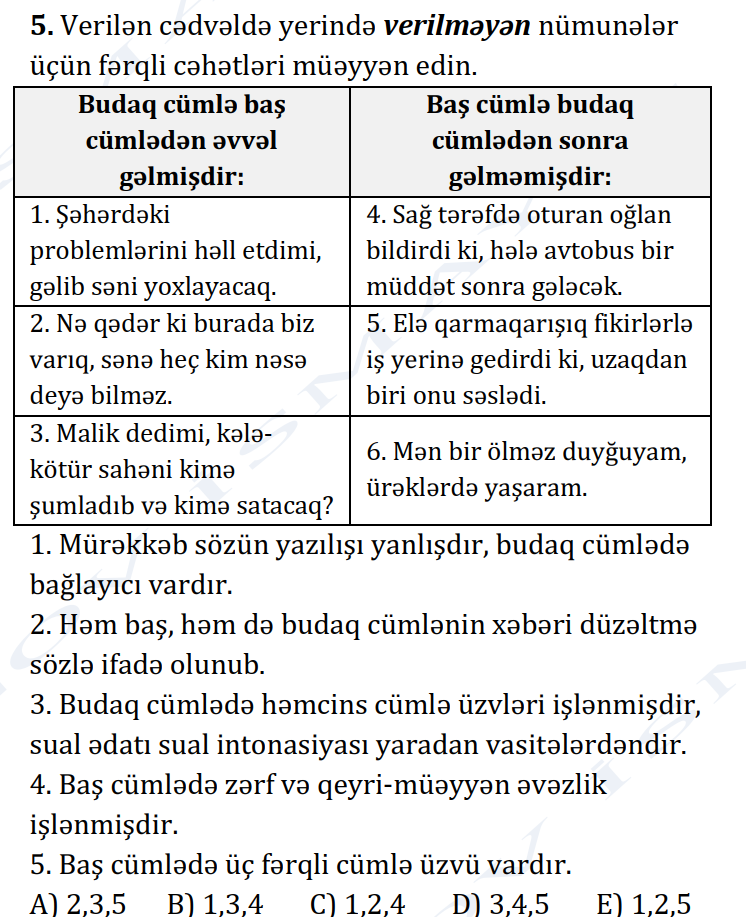 5. Verilən cədvəldə yerində verilməyən nümunələr
üçün fərqli cəhətləri müəyyən edin.
Budaq cümlə baş
cümlədən əvvəl
gəlmişdir:
Baş cümlə budaq
cümlədən sonra
gəlməmişdir:
1. Şəhərdəki
problemlərini həll etdimi,
gəlib səni yoxlayacaq.
4. Sağ tərəfdə oturan oğlan
bildirdi ki, hələ avtobus bir
müddət sonra gələcək.
2. Nə qədər ki burada biz
varıq, sənə heç kim nəsə
deyə bilməz.
5. Elə qarmaqarışıq fikirlərlə
iş yerinə gedirdi ki, uzaqdan
biri onu səslədi.
3. Malik dedimi, kələ-
kötür sahəni kimə
şumladıb və kimə satacaq?
6. Mən bir ölməz duyğuyam,
ürəklərdə yaşaram.
1. Mürəkkəb sözün yazılışı yanlışdır, budaq cümlədə
bağlayıcı vardır.
2. Həm baş, həm də budaq cümlənin xəbəri düzəltmə
sözlə ifadə olunub.
3. Budaq cümlədə həmcins cümlə üzvləri işlənmişdir,
sual ədatı sual intonasiyası yaradan vasitələrdəndir.
4. Baş cümlədə zərf və qeyri-müəyyən əvəzlik
işlənmişdir.
5. Baş cümlədə üç fərqli cümlə üzvü vardır.
A) 2,3,5 B) 1,3,4 C) 1,2,4 D) 3,4,5 E) 1,2,5